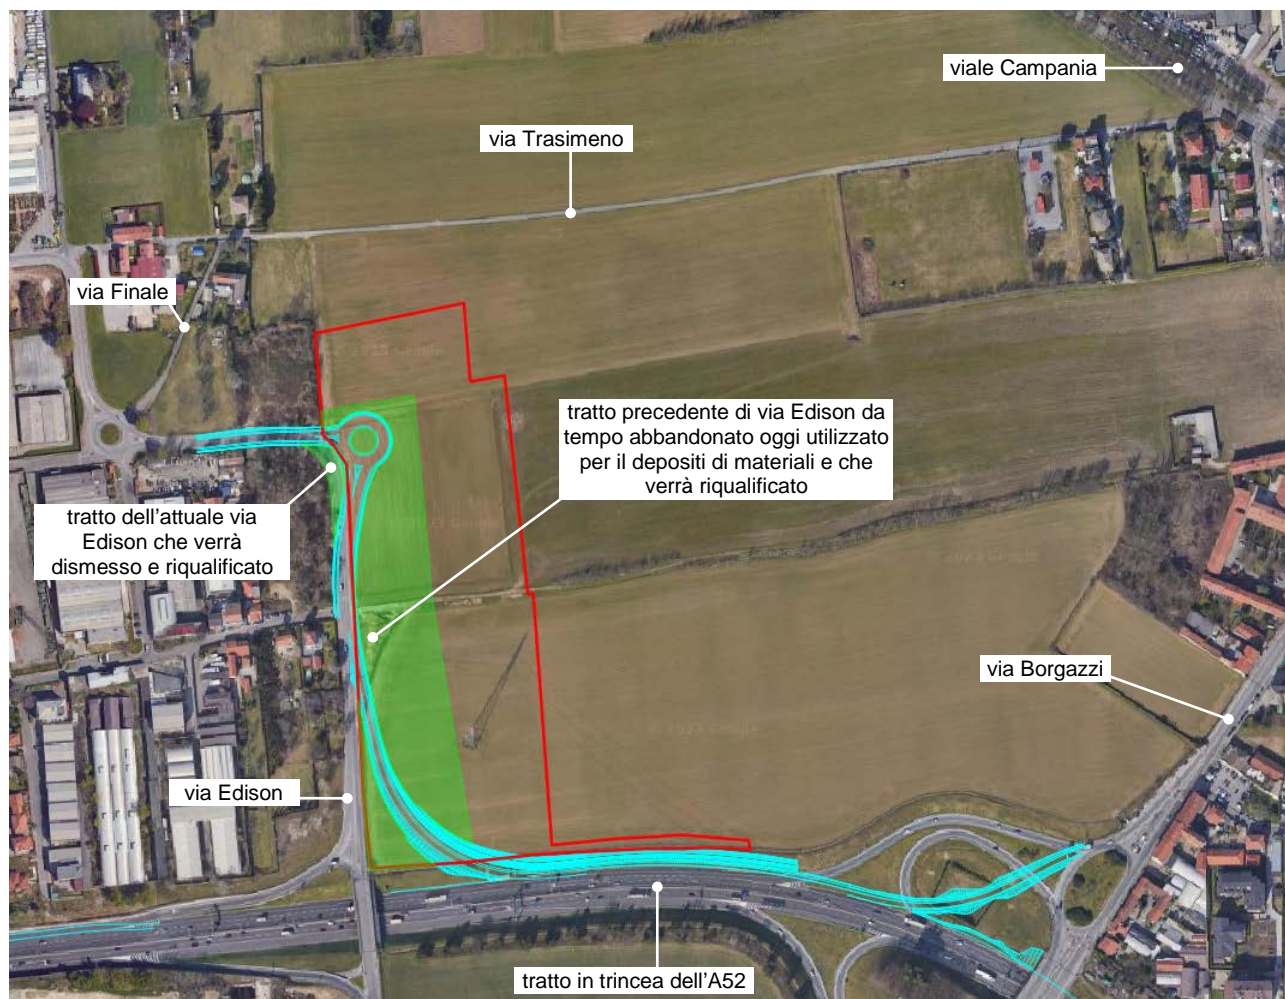 viale Campania
via Trasimeno
via Finale
tratto precedente di via Edison da
tempo abbandonato oggi utilizzato
per il depositi di materiali e che
verrà riqualificato
tratto dell'attuale via
Edison che verrà
dismesso e riqualificato
via Borgazzi
via Edison
tratto in trincea dell'A52